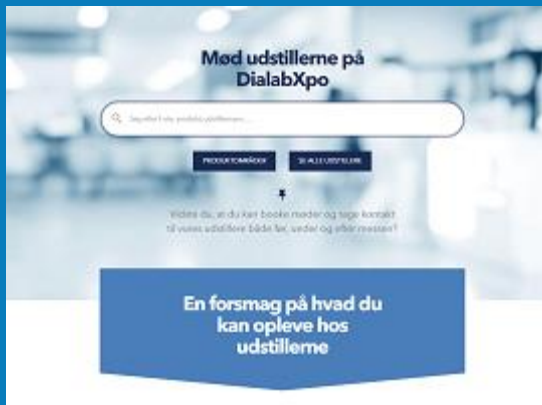 Mød udstillerne på
DialabXpo
PRODUKTOMRÅDER
SE ALLE UDSTILLERE
Vidste du, at du kan booke møder og tage kontakt
til vores udstillere både før, under og efter messen?
En forsmag på hvad du
kan opleve hos
udstillerne